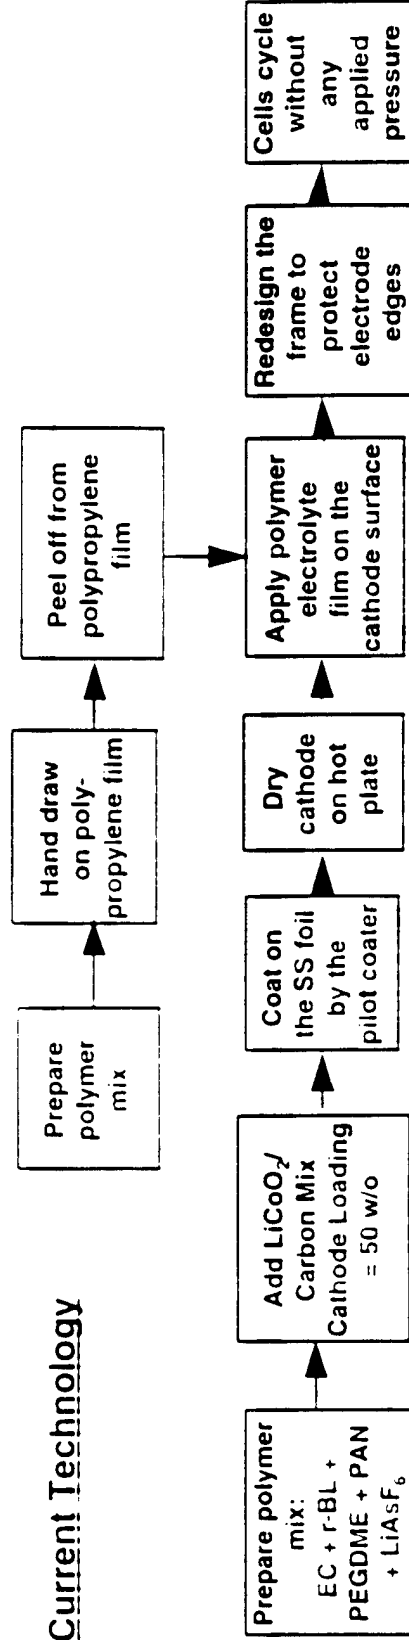 Current Technology
Prepare
polymer
mix
Hand draw
on poly-
propylene film
Peel off from
polypropylene
film
Prepare polymer
mix:
EC + r-BL +
PEGDME + PAN
+ LiAsF₆
Add LiCoO₂/
Carbon Mix
Cathode Loading
= 50 w/o
Coat on
the SS foil
by the
pilot coater
Dry
cathode
on hot
plate
Apply polymer
electrolyte
film on the
cathode surface
Redesign the
frame to
protect
electrode
edges
Cells cycle
without
any
applied
pressure